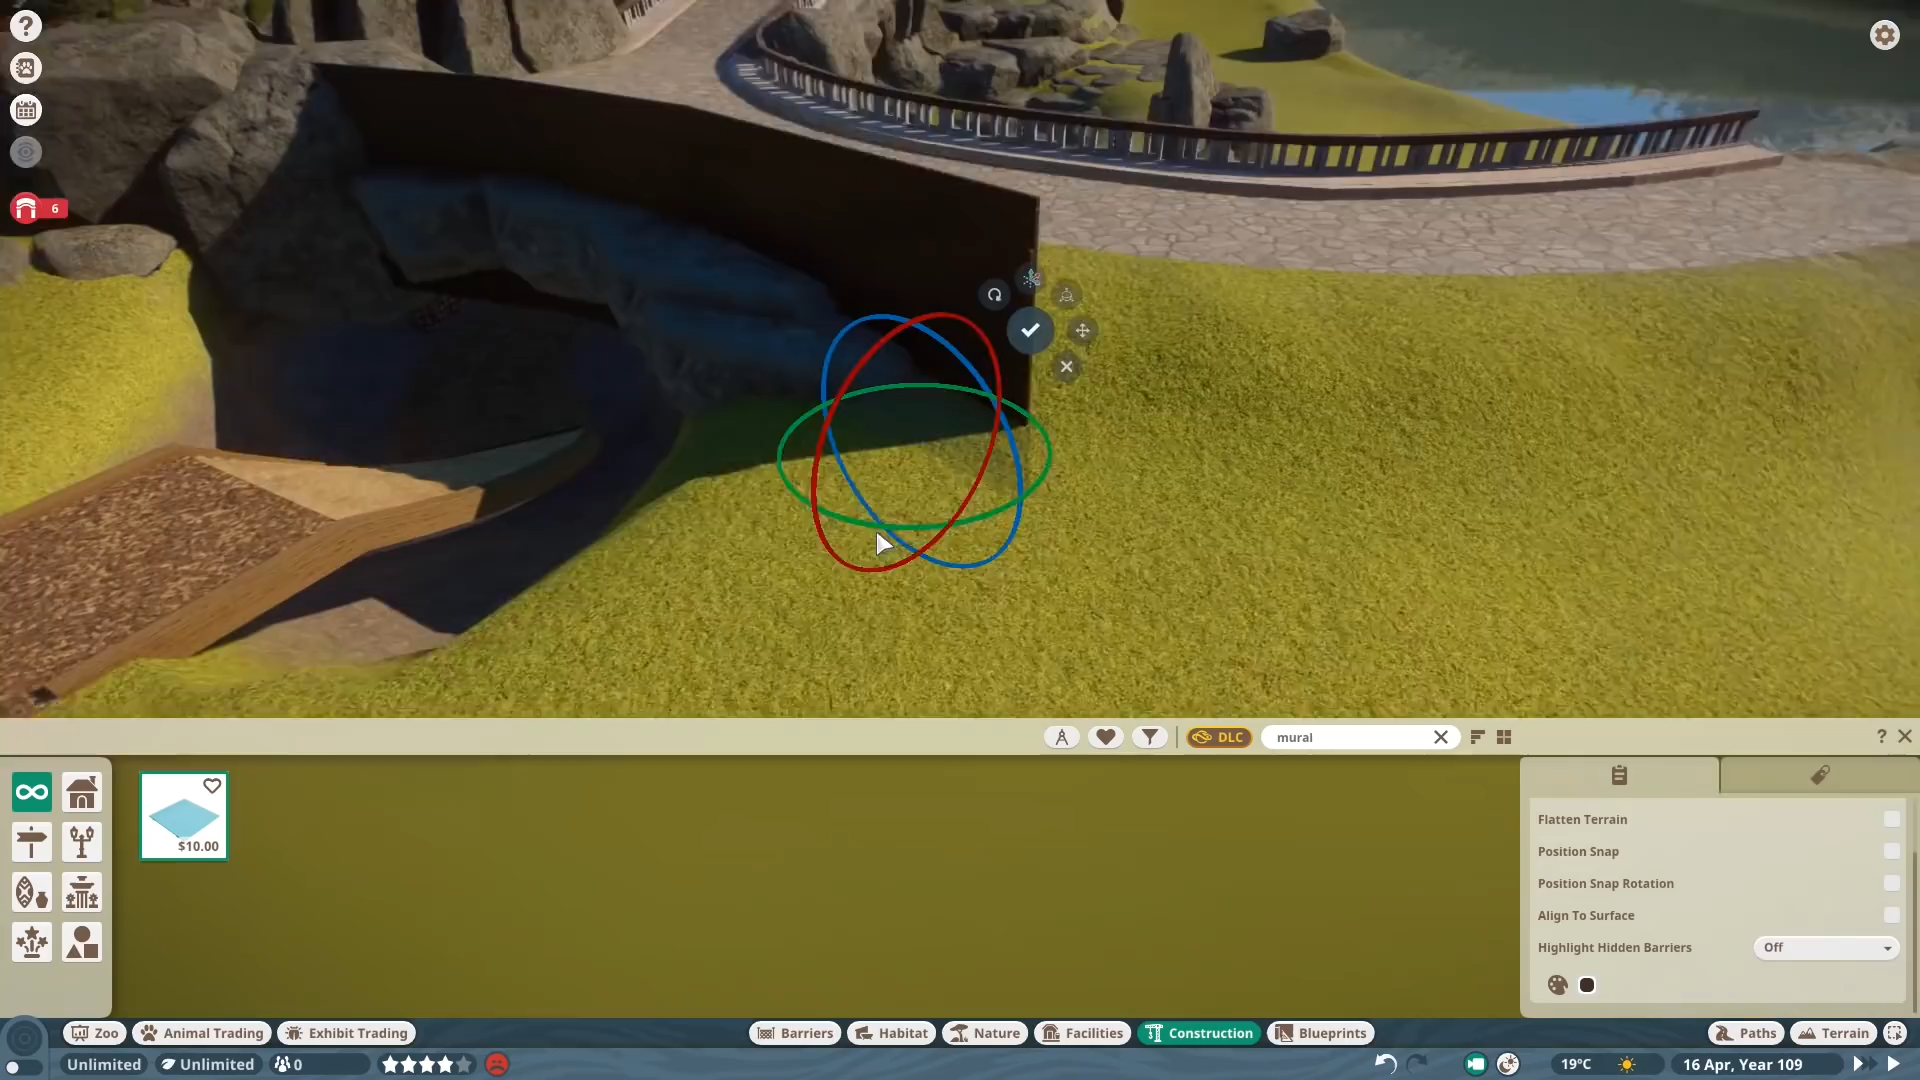 ?
6
DLC
mural
?
$10.00
Flatten Terrain
Position Snap
Position Snap Rotation
Align To Surface
Highlight Hidden Barriers
Off
Zoo
Animal Trading
Exhibit Trading
Barriers
Habitat
Nature
Facilities
Construction
Blueprints
Paths
Terrain
Unlimited
Unlimited
0
19°C
16 Apr, Year 109